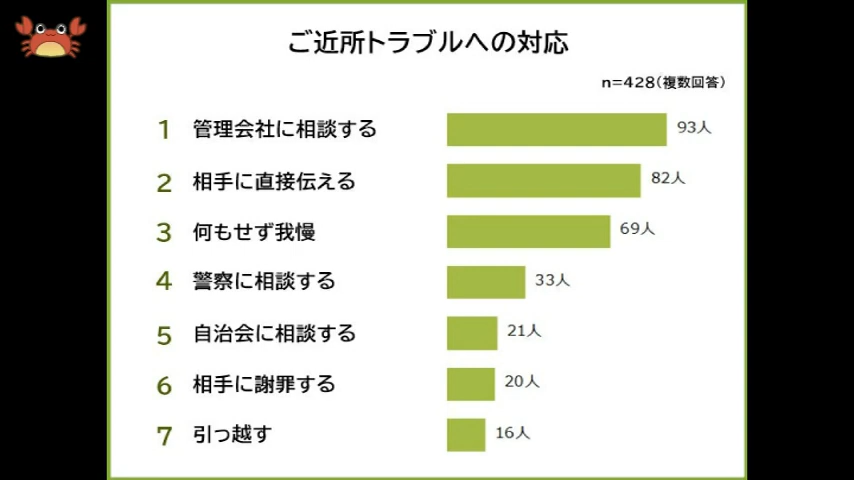 ご近所トラブルへの対応
n=428(複数回答)
1 管理会社に相談する 93人
2 相手に直接伝える 82人
3 何もせず我慢 69人
4 警察に相談する 33人
5 自治会に相談する 21人
6 相手に謝罪する 20人
7 引っ越す 16人